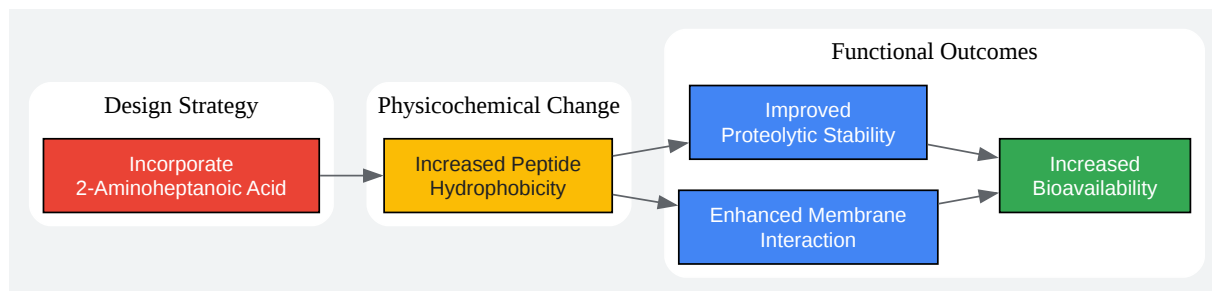 Design Strategy
Incorporate
2-Aminoheptanoic Acid
Physicochemical Change
Increased Peptide
Hydrophobicity
Functional Outcomes
Improved
Proteolytic Stability
Enhanced Membrane
Interaction
Increased
Bioavailability